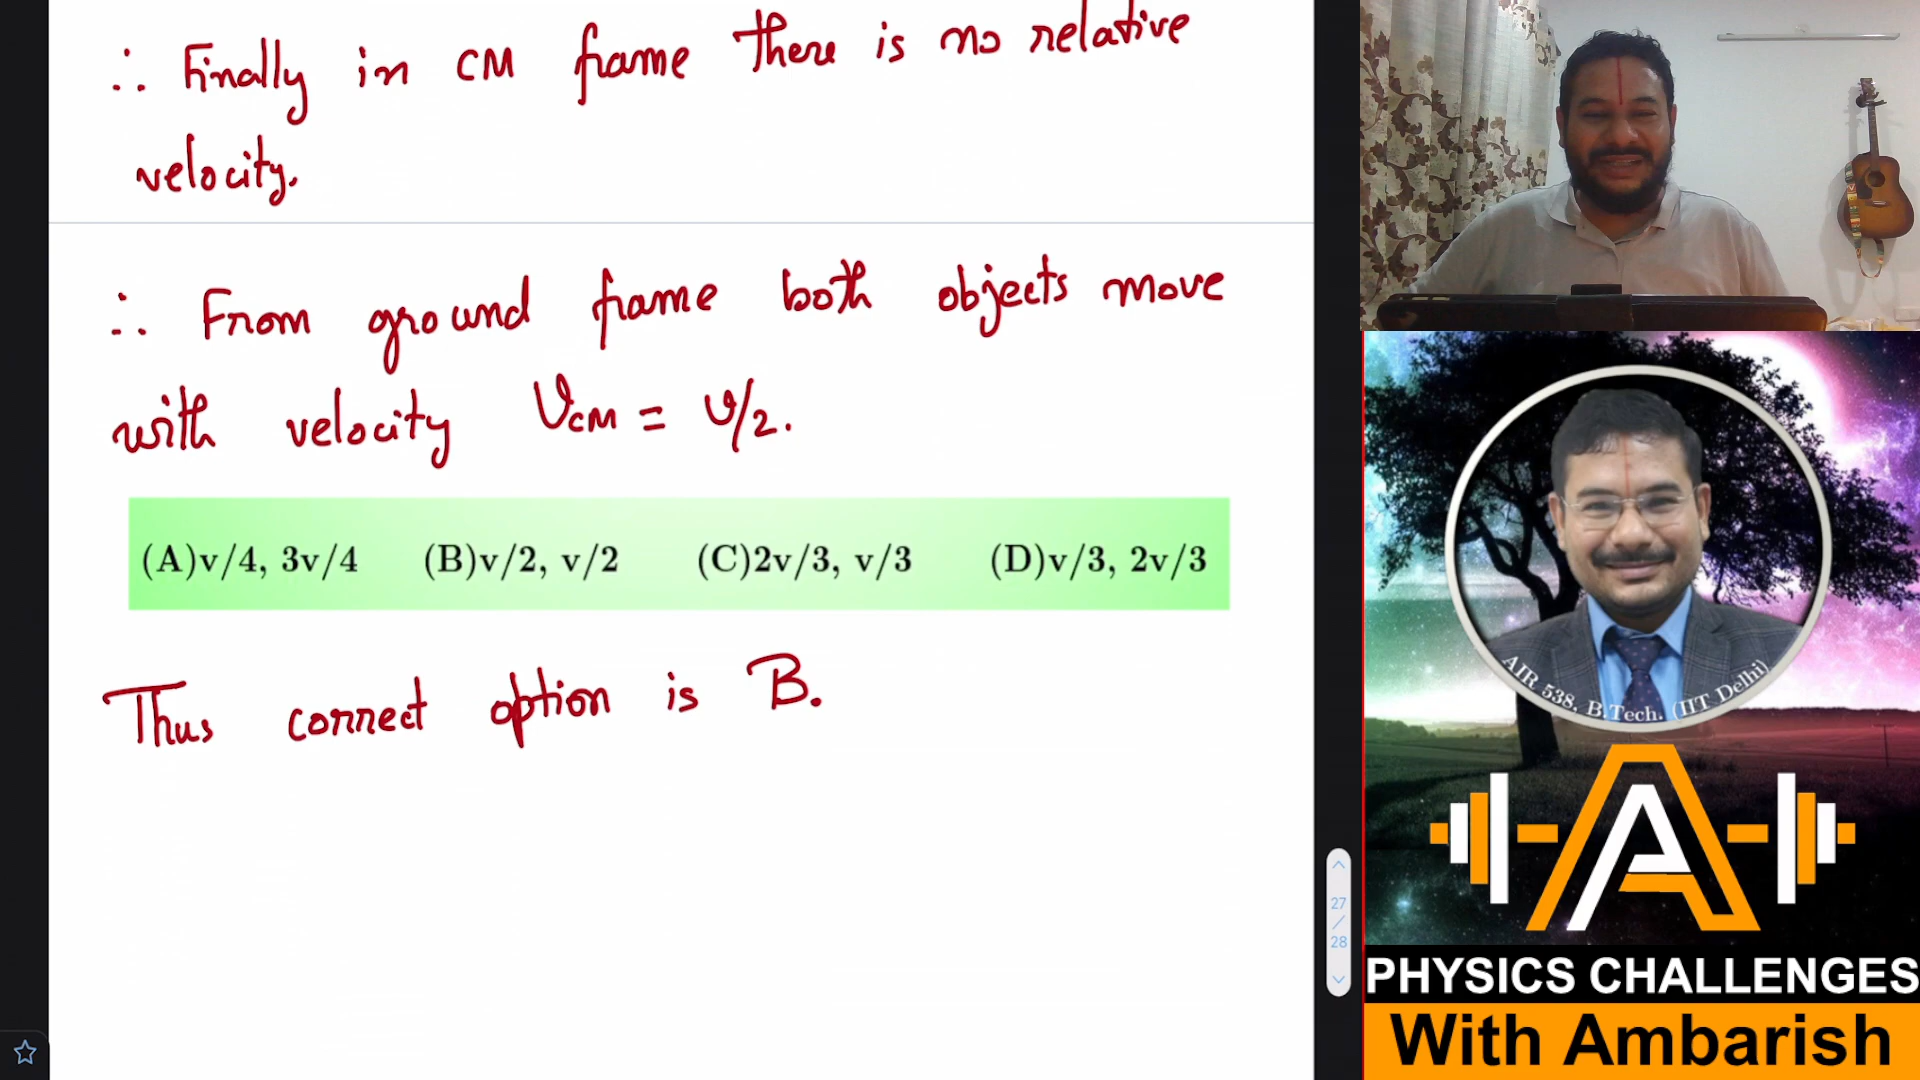 ∴ Finally in CM frame there is no relative
velocity.
∴ From ground frame both objects move
with velocity V_CM = v/2.
(A)v/4, 3v/4 (B)v/2, v/2 (C)2v/3, v/3 (D)v/3, 2v/3
Thus correct option is B.
27
/
28
AIR 538, B.Tech. (IIT Delhi)
A
PHYSICS CHALLENGES
With Ambarish